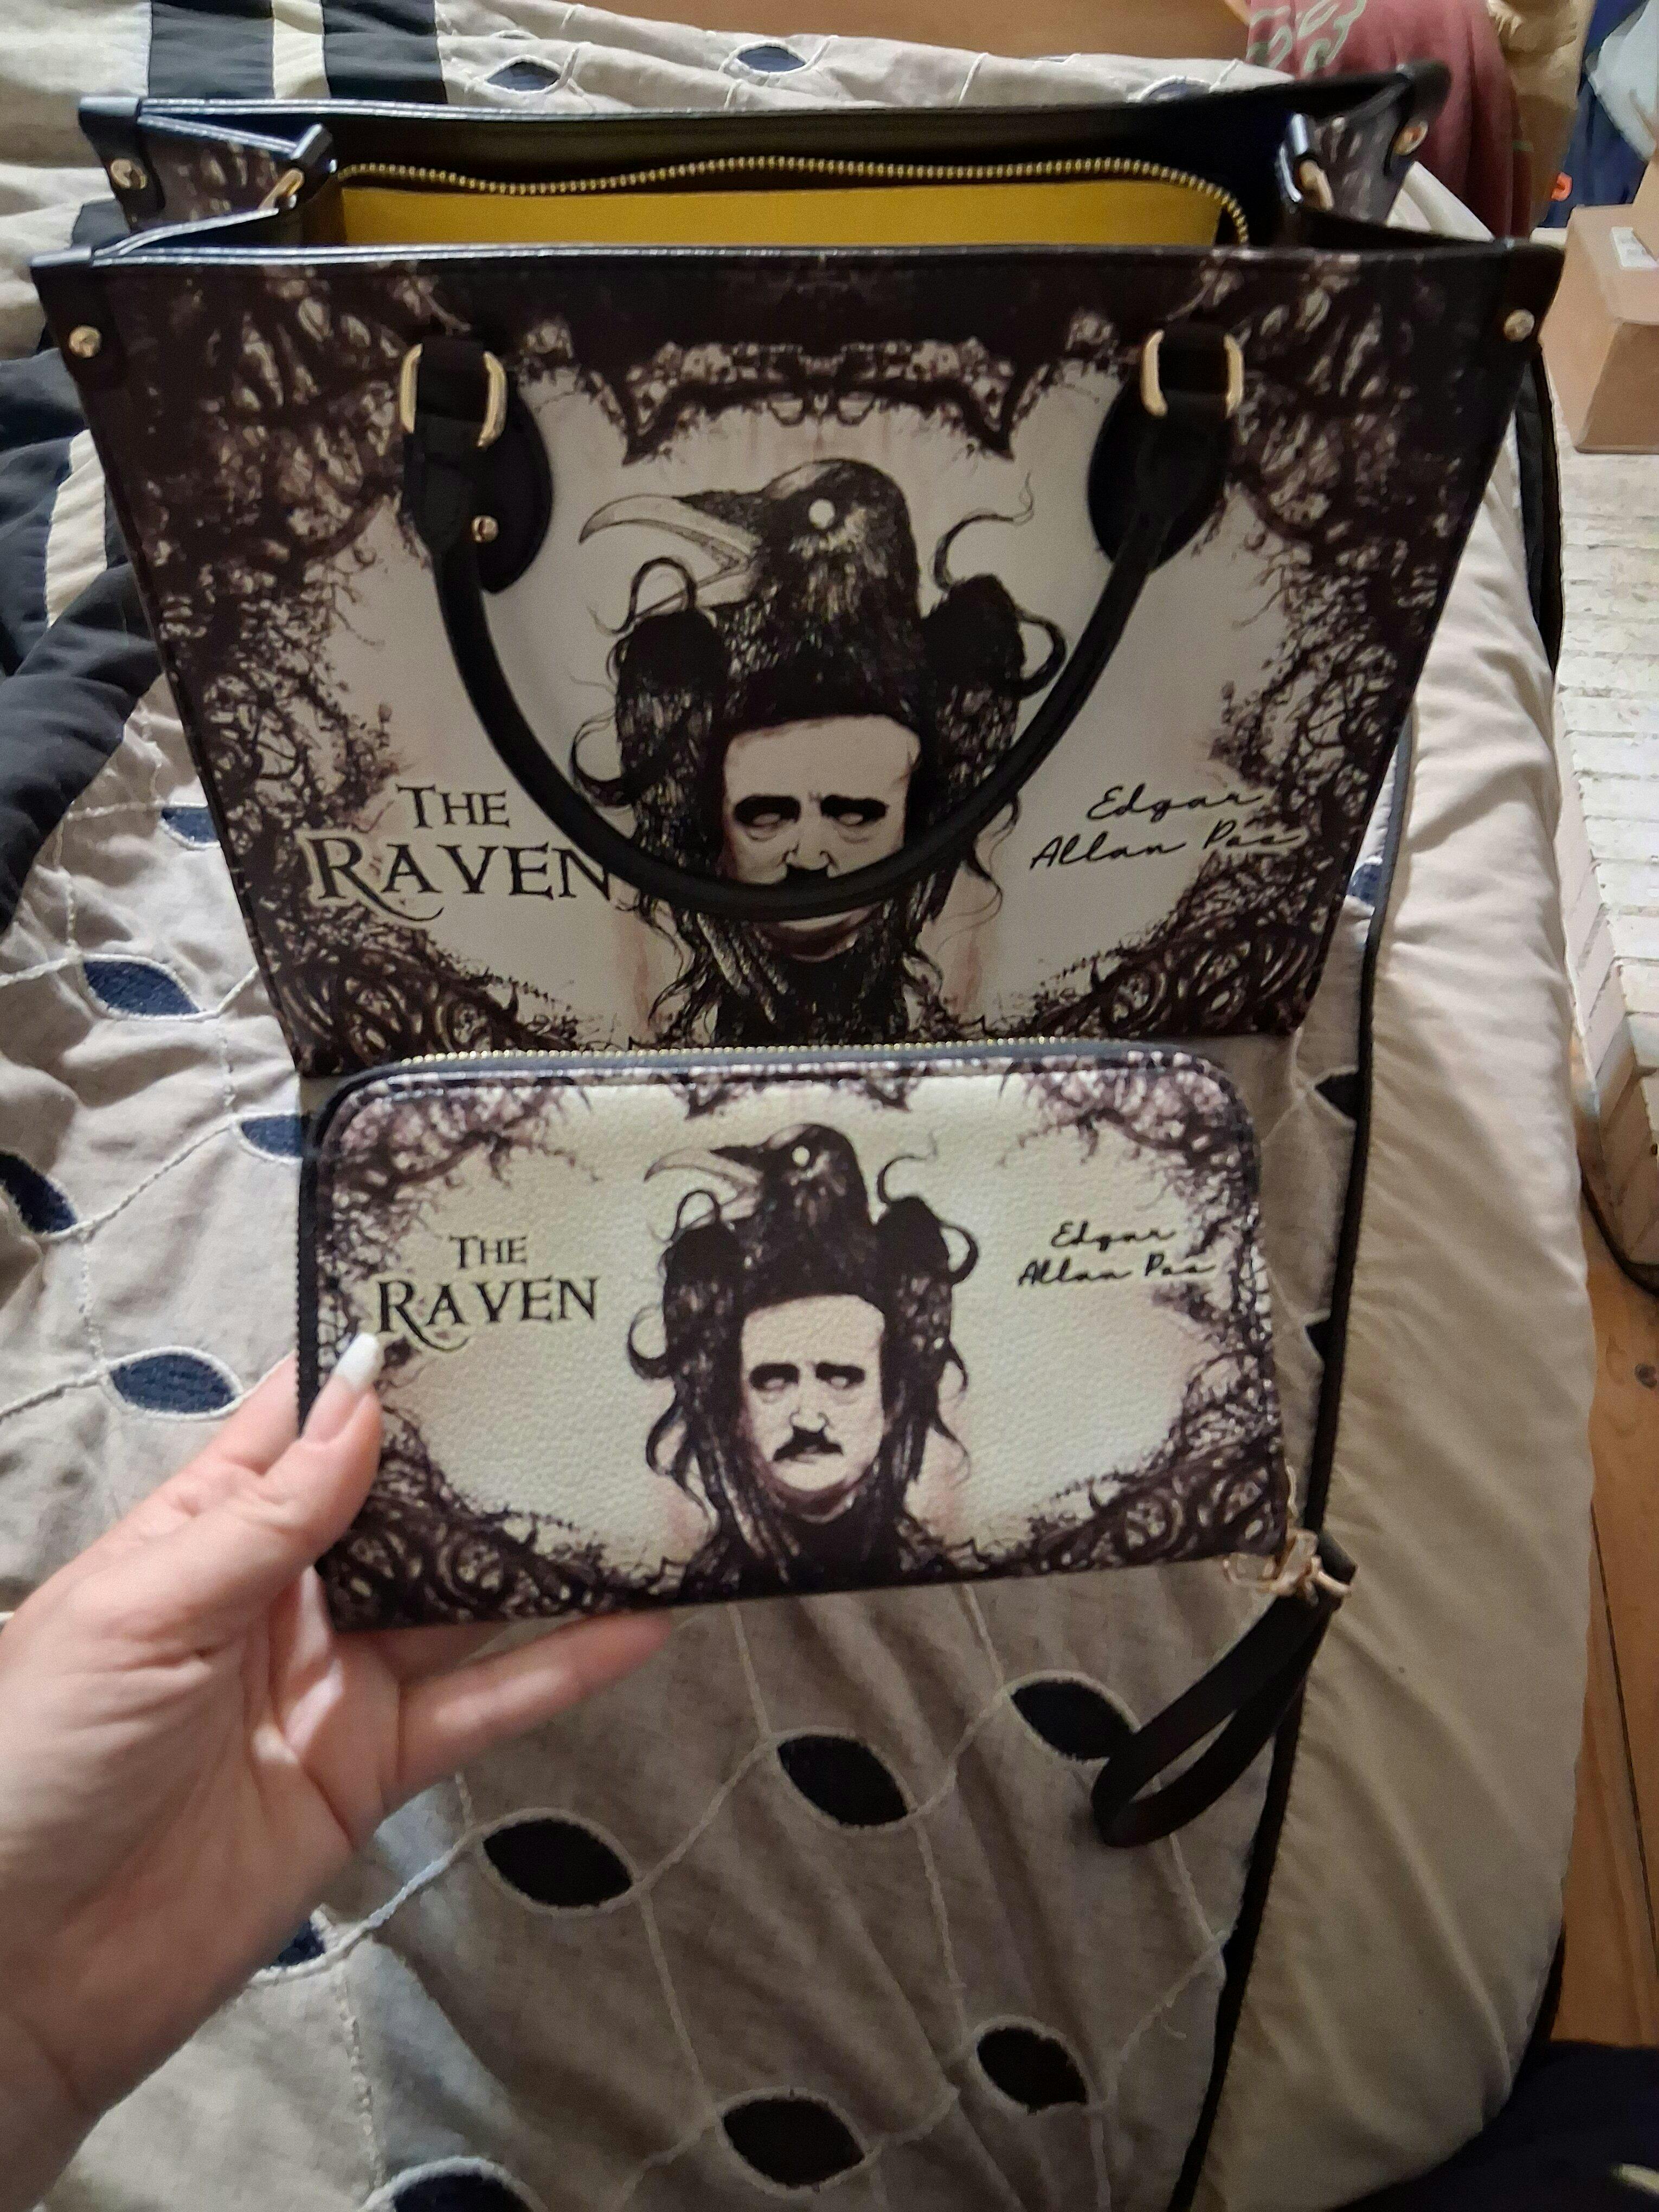 THE
RAVEN
Edgar
Allan Poe
THE
RAVEN
Edgar
Allan Poe